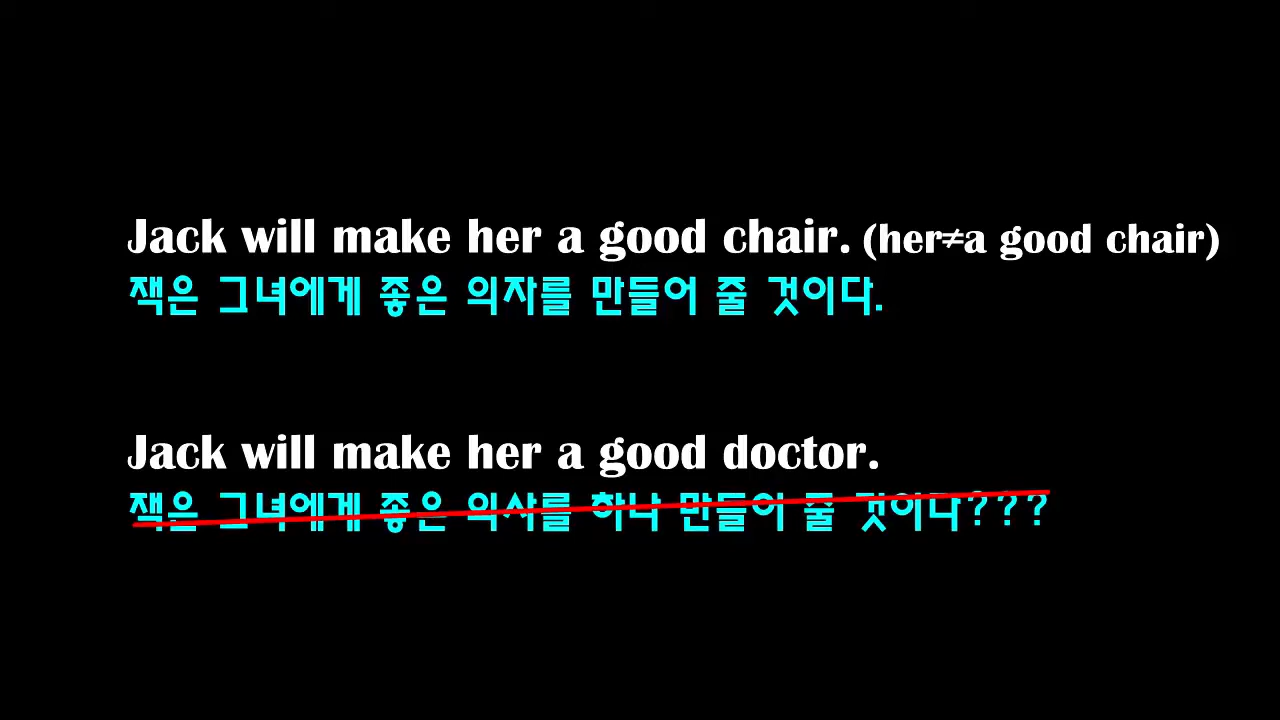 Jack will make her a good chair. (her≠a good chair)
잭은 그녀에게 좋은 의자를 만들어 줄 것이다.
Jack will make her a good doctor.
잭은 그녀에게 좋은 의사를 하나 만들어 줄 것이다???